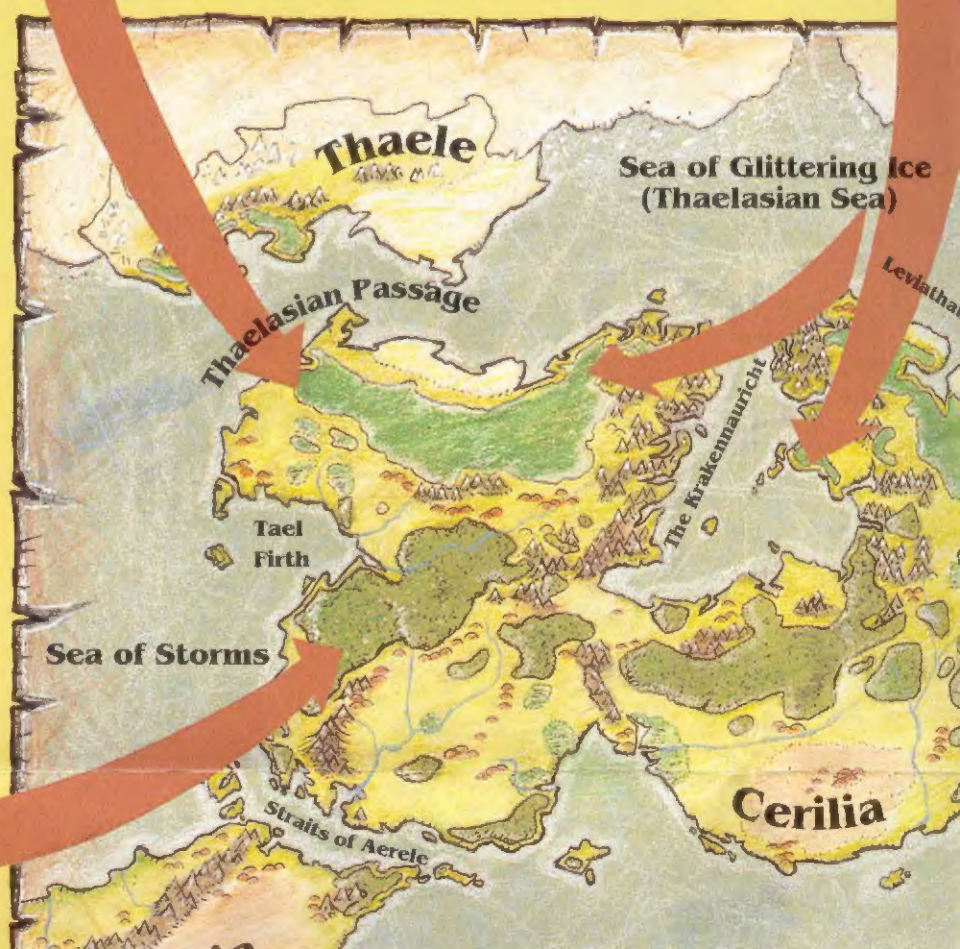 Thaele
Sea of Glittering Ice
(Thaelasian Sea)
Thaelasian Passage
The Krakennauricht
Tael
Firth
Sea of Storms
Cerilia
Straits of Aerele